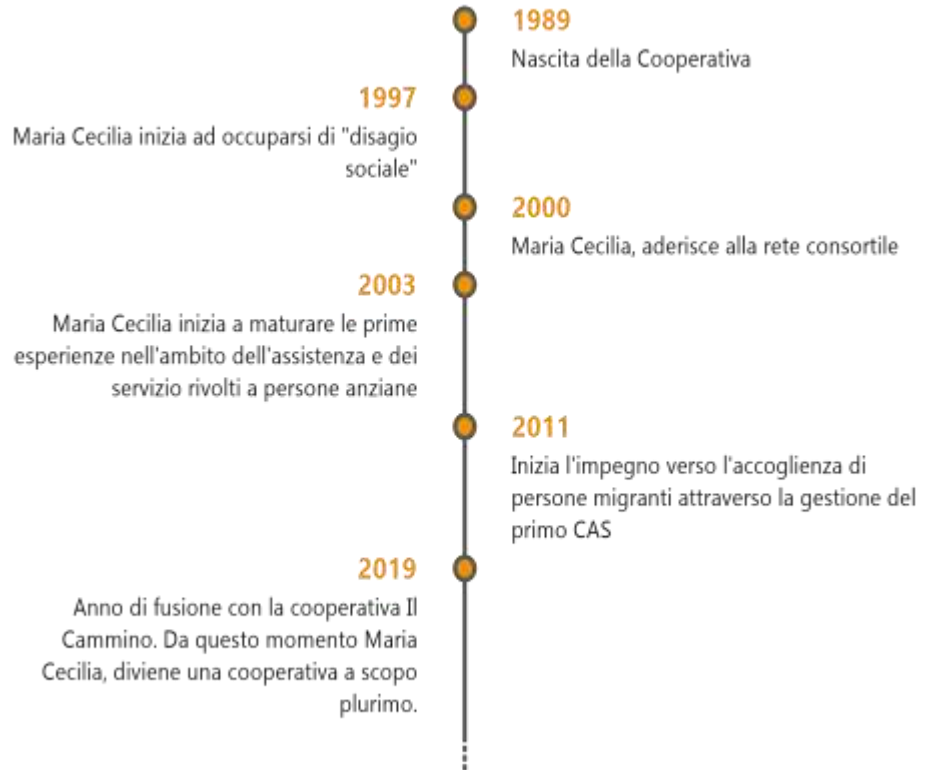 1989
Nascita della Cooperativa
1997
Maria Cecilia inizia ad occuparsi di "disagio
sociale"
2000
Maria Cecilia, aderisce alla rete consortile
2003
Maria Cecilia inizia a maturare le prime
esperienze nell'ambito dell'assistenza e dei
servizio rivolti a persone anziane
2011
Inizia l'impegno verso l'accoglienza di
persone migranti attraverso la gestione del
primo CAS
2019
Anno di fusione con la cooperativa Il
Cammino. Da questo momento Maria
Cecilia, diviene una cooperativa a scopo
plurimo.